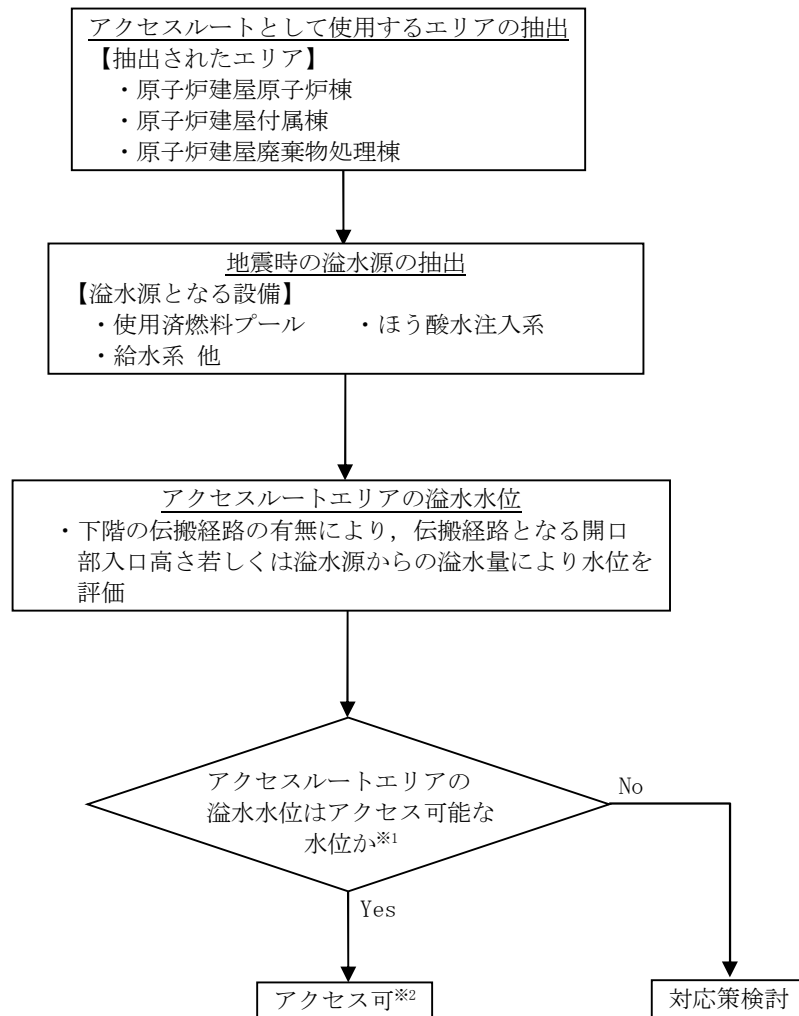 アクセスルートとして使用するエリアの抽出
【抽出されたエリア】
・原子炉建屋原子炉棟
・原子炉建屋付属棟
・原子炉建屋廃棄物処理棟
地震時の溢水源の抽出
【溢水源となる設備】
・使用済燃料プール ・ほう酸水注入系
・給水系 他
アクセスルートエリアの溢水水位
・下階の伝搬経路の有無により，伝搬経路となる開口
部入口高さ若しくは溢水源からの溢水量により水位を
評価
アクセスルートエリアの
溢水水位はアクセス可能な
水位か※1
No
Yes
アクセス可※2
対応策検討